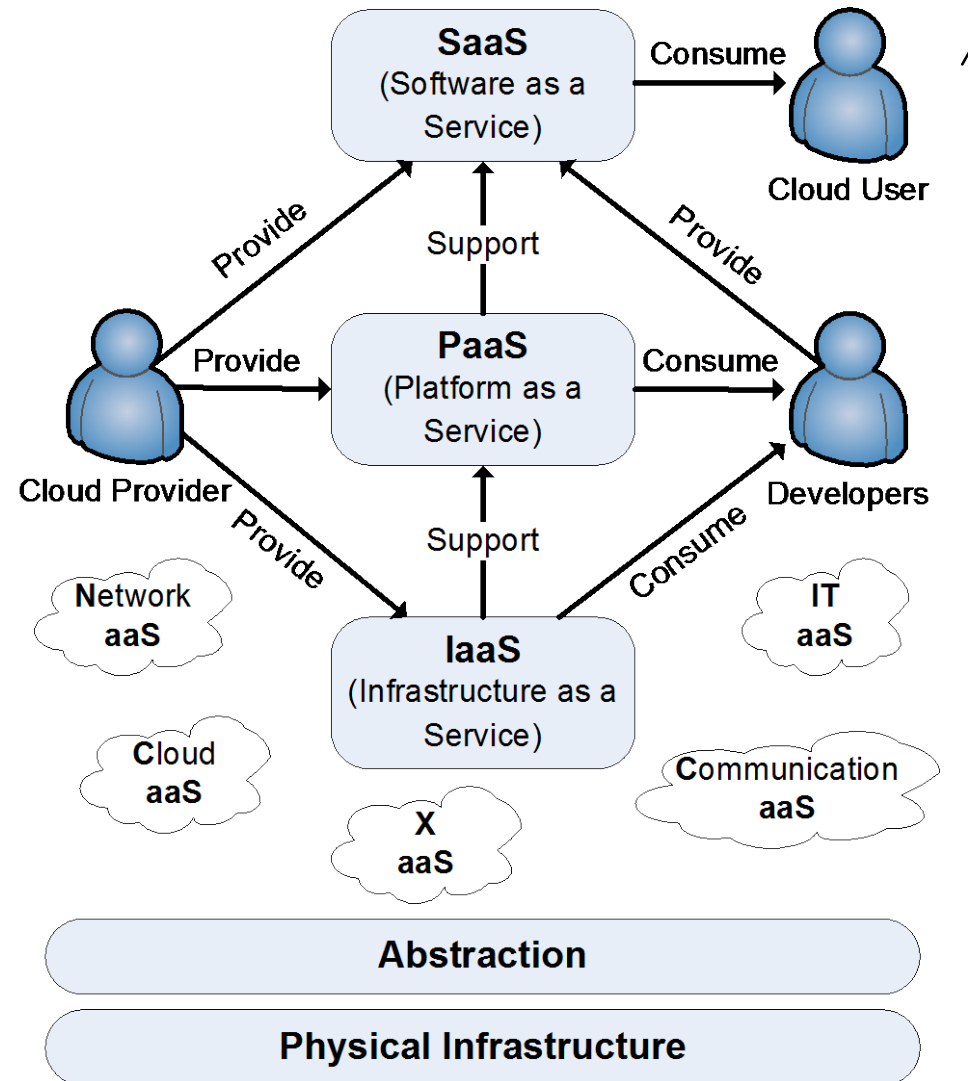 SaaS
(Software as a
Service)
Consume
Cloud User
Provide
Support
Provide
Provide
PaaS
(Platform as a
Service)
Consume
Cloud Provider
Developers
Provide
Support
Consume
Network
aaS
IT
aaS
IaaS
(Infrastructure as a
Service)
Cloud
aaS
Communication
aaS
X
aaS
Abstraction
Physical Infrastructure